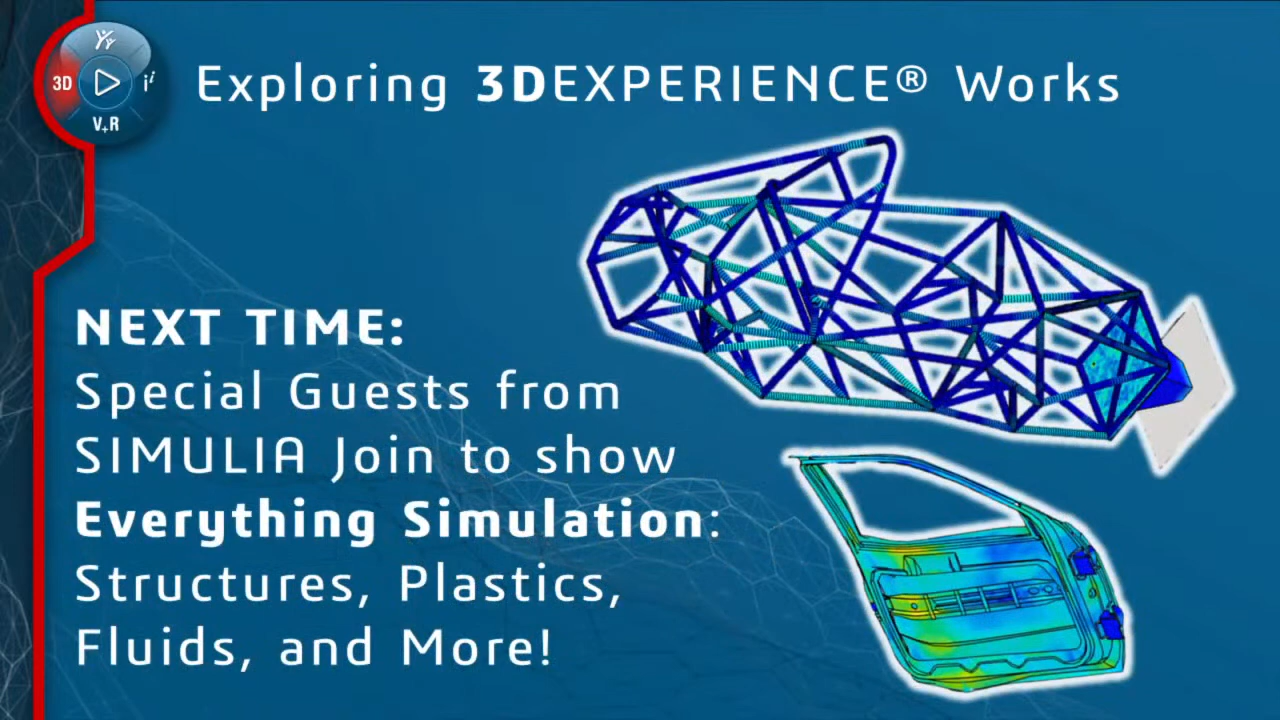 Exploring 3DEXPERIENCE® Works
3D
V+R
NEXT TIME:
Special Guests from
SIMULIA Join to show
Everything Simulation:
Structures, Plastics,
Fluids, and More!